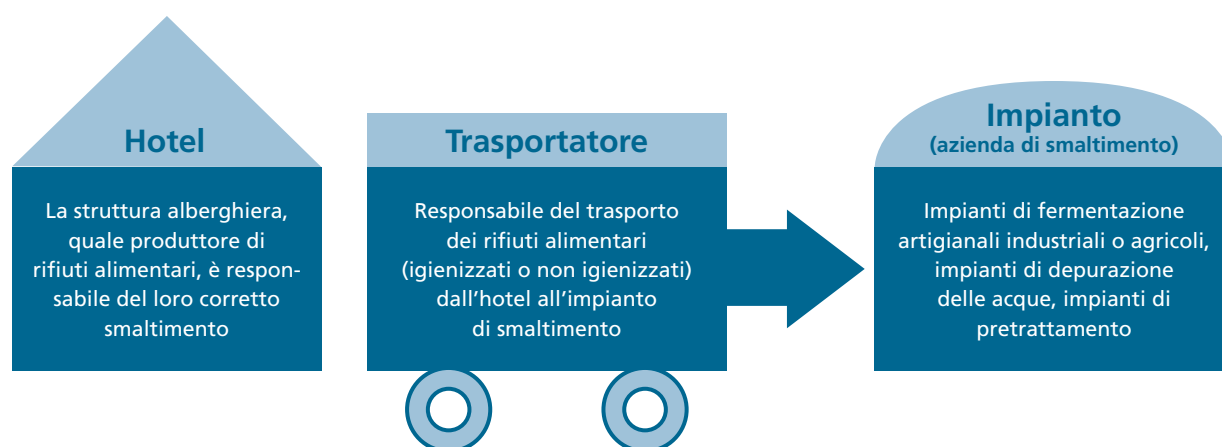 Hotel
La struttura alberghiera,
quale produttore di
rifiuti alimentari, è respon-
sabile del loro corretto
smaltimento
Trasportatore
Responsabile del trasporto
dei rifiuti alimentari
(igienizzati o non igienizzati)
dall’hotel all’impianto
di smaltimento
Impianto
(azienda di smaltimento)
Impianti di fermentazione
artigianali industriali o agricoli,
impianti di depurazione
delle acque, impianti di
pretrattamento